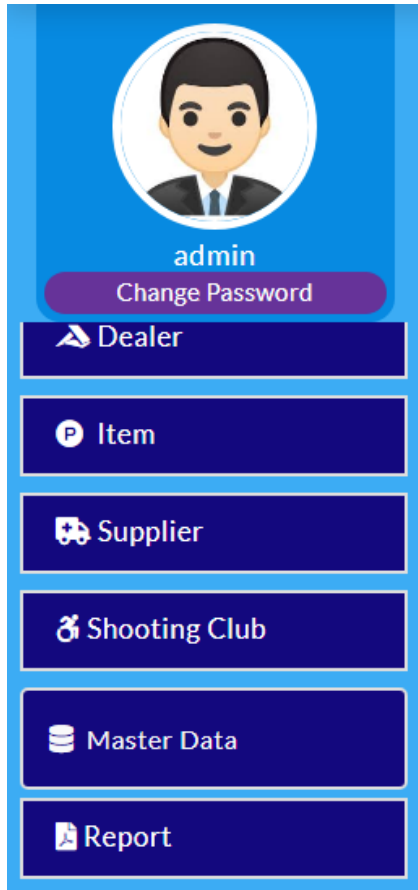 admin
Change Password
Dealer
Item
Supplier
Shooting Club
Master Data
Report